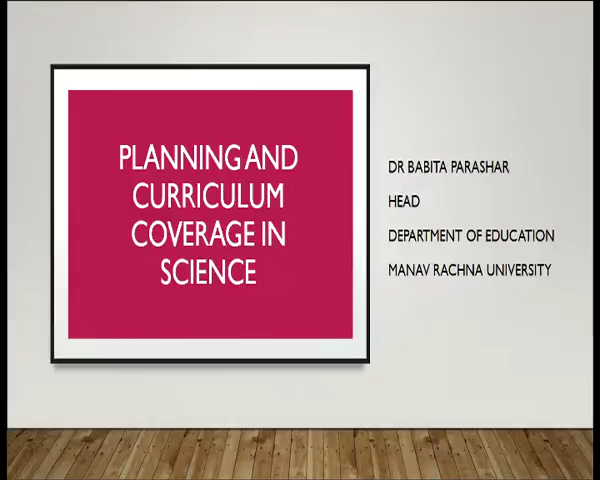 PLANNING AND
CURRICULUM
COVERAGE IN
SCIENCE
DR BABITA PARASHAR
HEAD
DEPARTMENT OF EDUCATION
MANAV RACHNA UNIVERSITY